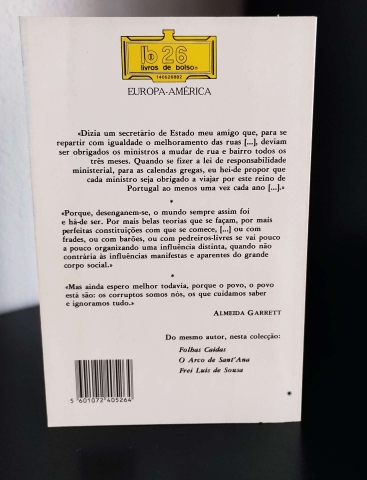 lb 26
livros de bolso
140626802
EUROPA-AMÉRICA
«Dizia um secretário de Estado meu amigo que, para se
repartir com igualdade o melhoramento das ruas [...], deviam
ser obrigados os ministros a mudar de rua e bairro todos os
três meses. Quando se fizer a lei de responsabilidade
ministerial, para as calendas gregas, eu hei-de propor que
cada ministro seja obrigado a viajar por este reino de
Portugal ao menos uma vez cada ano [...].»
*
«Porque, desenganem-se, o mundo sempre assim foi
e há-de ser. Por mais belas teorias que se façam, por mais
perfeitas constituições com que se comece, [...] ou com
frades, ou com barões, ou com pedreiros-livres se vai pouco
a pouco organizando uma influência distinta, quando não
contrária às influências manifestas e aparentes do grande
corpo social.»
*
«Mas ainda espero melhor todavia, porque o povo, o povo
está são: os corruptos somos nós, os que cuidamos saber
e ignoramos tudo.»
ALMEIDA GARRETT
Do mesmo autor, nesta colecção:
Folhas Caídas
O Arco de Sant'Ana
Frei Luís de Sousa
*
5 601072 405264